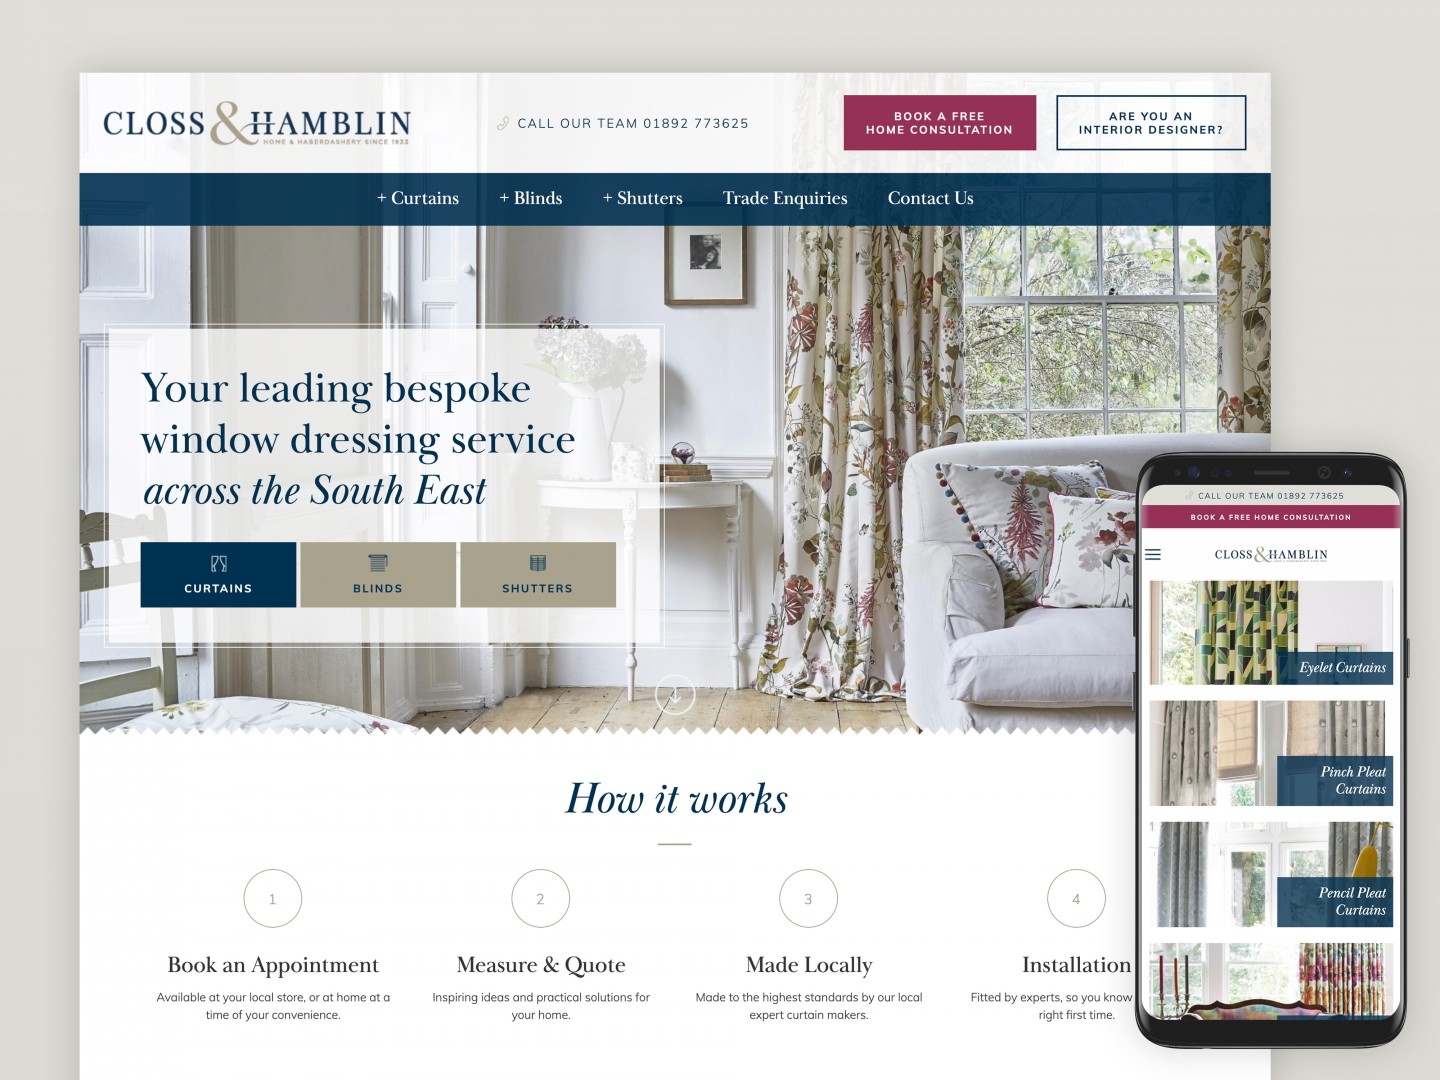 CLOSS & HAMBLIN
HOME & HABERDASHERY SINCE 1822
CALL OUR TEAM 01892 773625
BOOK A FREE
HOME CONSULTATION
ARE YOU AN
INTERIOR DESIGNER?
+ Curtains
+ Blinds
+ Shutters
Trade Enquiries
Contact Us
Your leading bespoke
window dressing service
across the South East
CURTAINS
BLINDS
SHUTTERS
How it works
1
2
3
4
Book an Appointment
Available at your local store, or at home at a
time of your convenience.
Measure & Quote
Inspiring ideas and practical solutions for
your home.
Made Locally
Made to the highest standards by our local
expert curtain makers.
Installation
Fitted by experts, so you know
right first time.
CALL OUR TEAM 01892 773625
BOOK A FREE HOME CONSULTATION
CLOSS & HAMBLIN
Eyelet Curtains
Pinch Pleat
Curtains
Pencil Pleat
Curtains